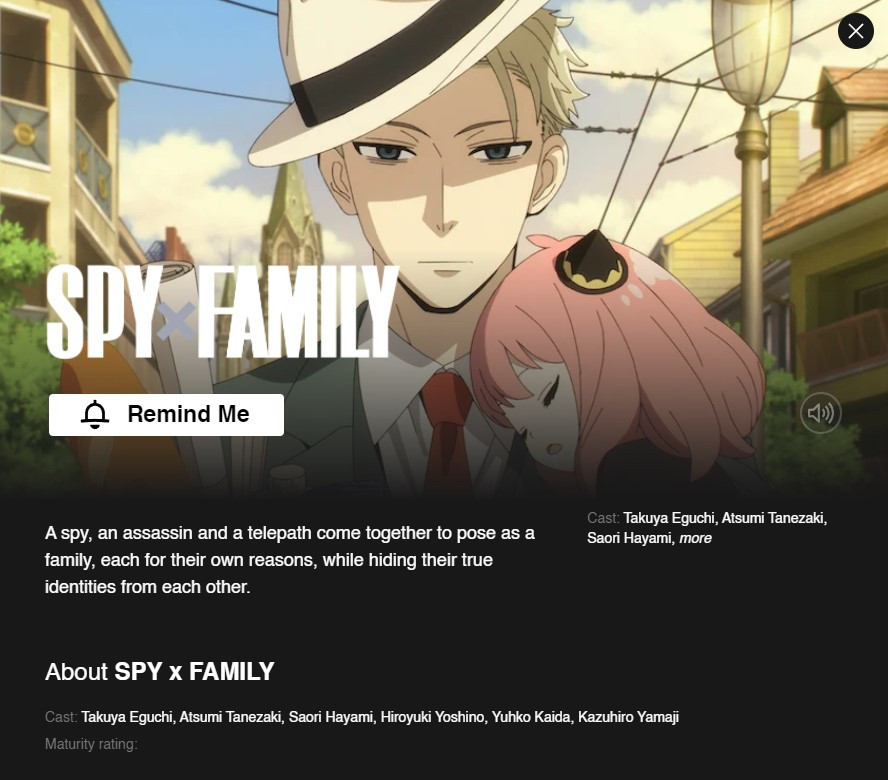 SPY×FAMILY
Remind Me
A spy, an assassin and a telepath come together to pose as a
family, each for their own reasons, while hiding their true
identities from each other.
Cast: Takuya Eguchi, Atsumi Tanezaki,
Saori Hayami, more
About SPY x FAMILY
Cast: Takuya Eguchi, Atsumi Tanezaki, Saori Hayami, Hiroyuki Yoshino, Yuhko Kaida, Kazuhiro Yamaji
Maturity rating: